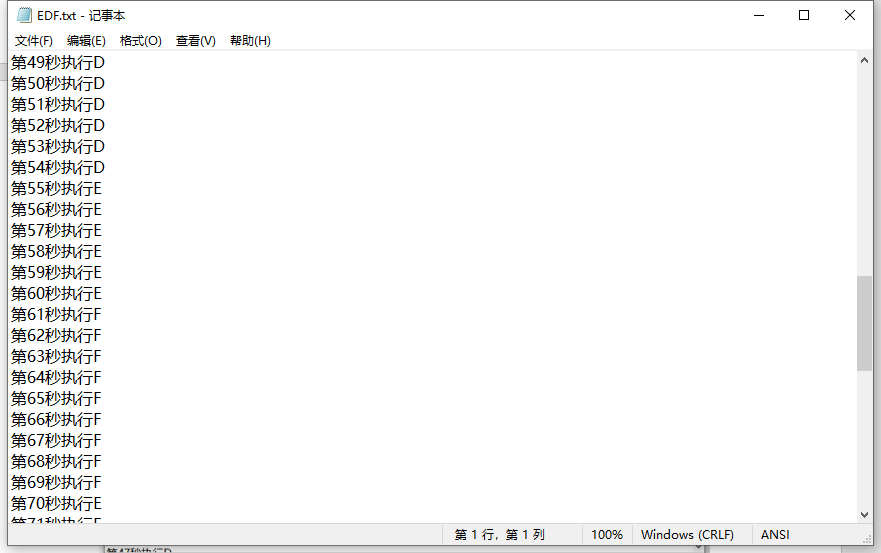 EDF.txt - 记事本
文件(F) 编辑(E) 格式(O) 查看(V) 帮助(H)
第49秒执行D
第50秒执行D
第51秒执行D
第52秒执行D
第53秒执行D
第54秒执行D
第55秒执行E
第56秒执行E
第57秒执行E
第58秒执行E
第59秒执行E
第60秒执行E
第61秒执行F
第62秒执行F
第63秒执行F
第64秒执行F
第65秒执行F
第66秒执行F
第67秒执行F
第68秒执行F
第69秒执行F
第70秒执行E
第 1 行，第 1 列 100% Windows (CRLF) ANSI